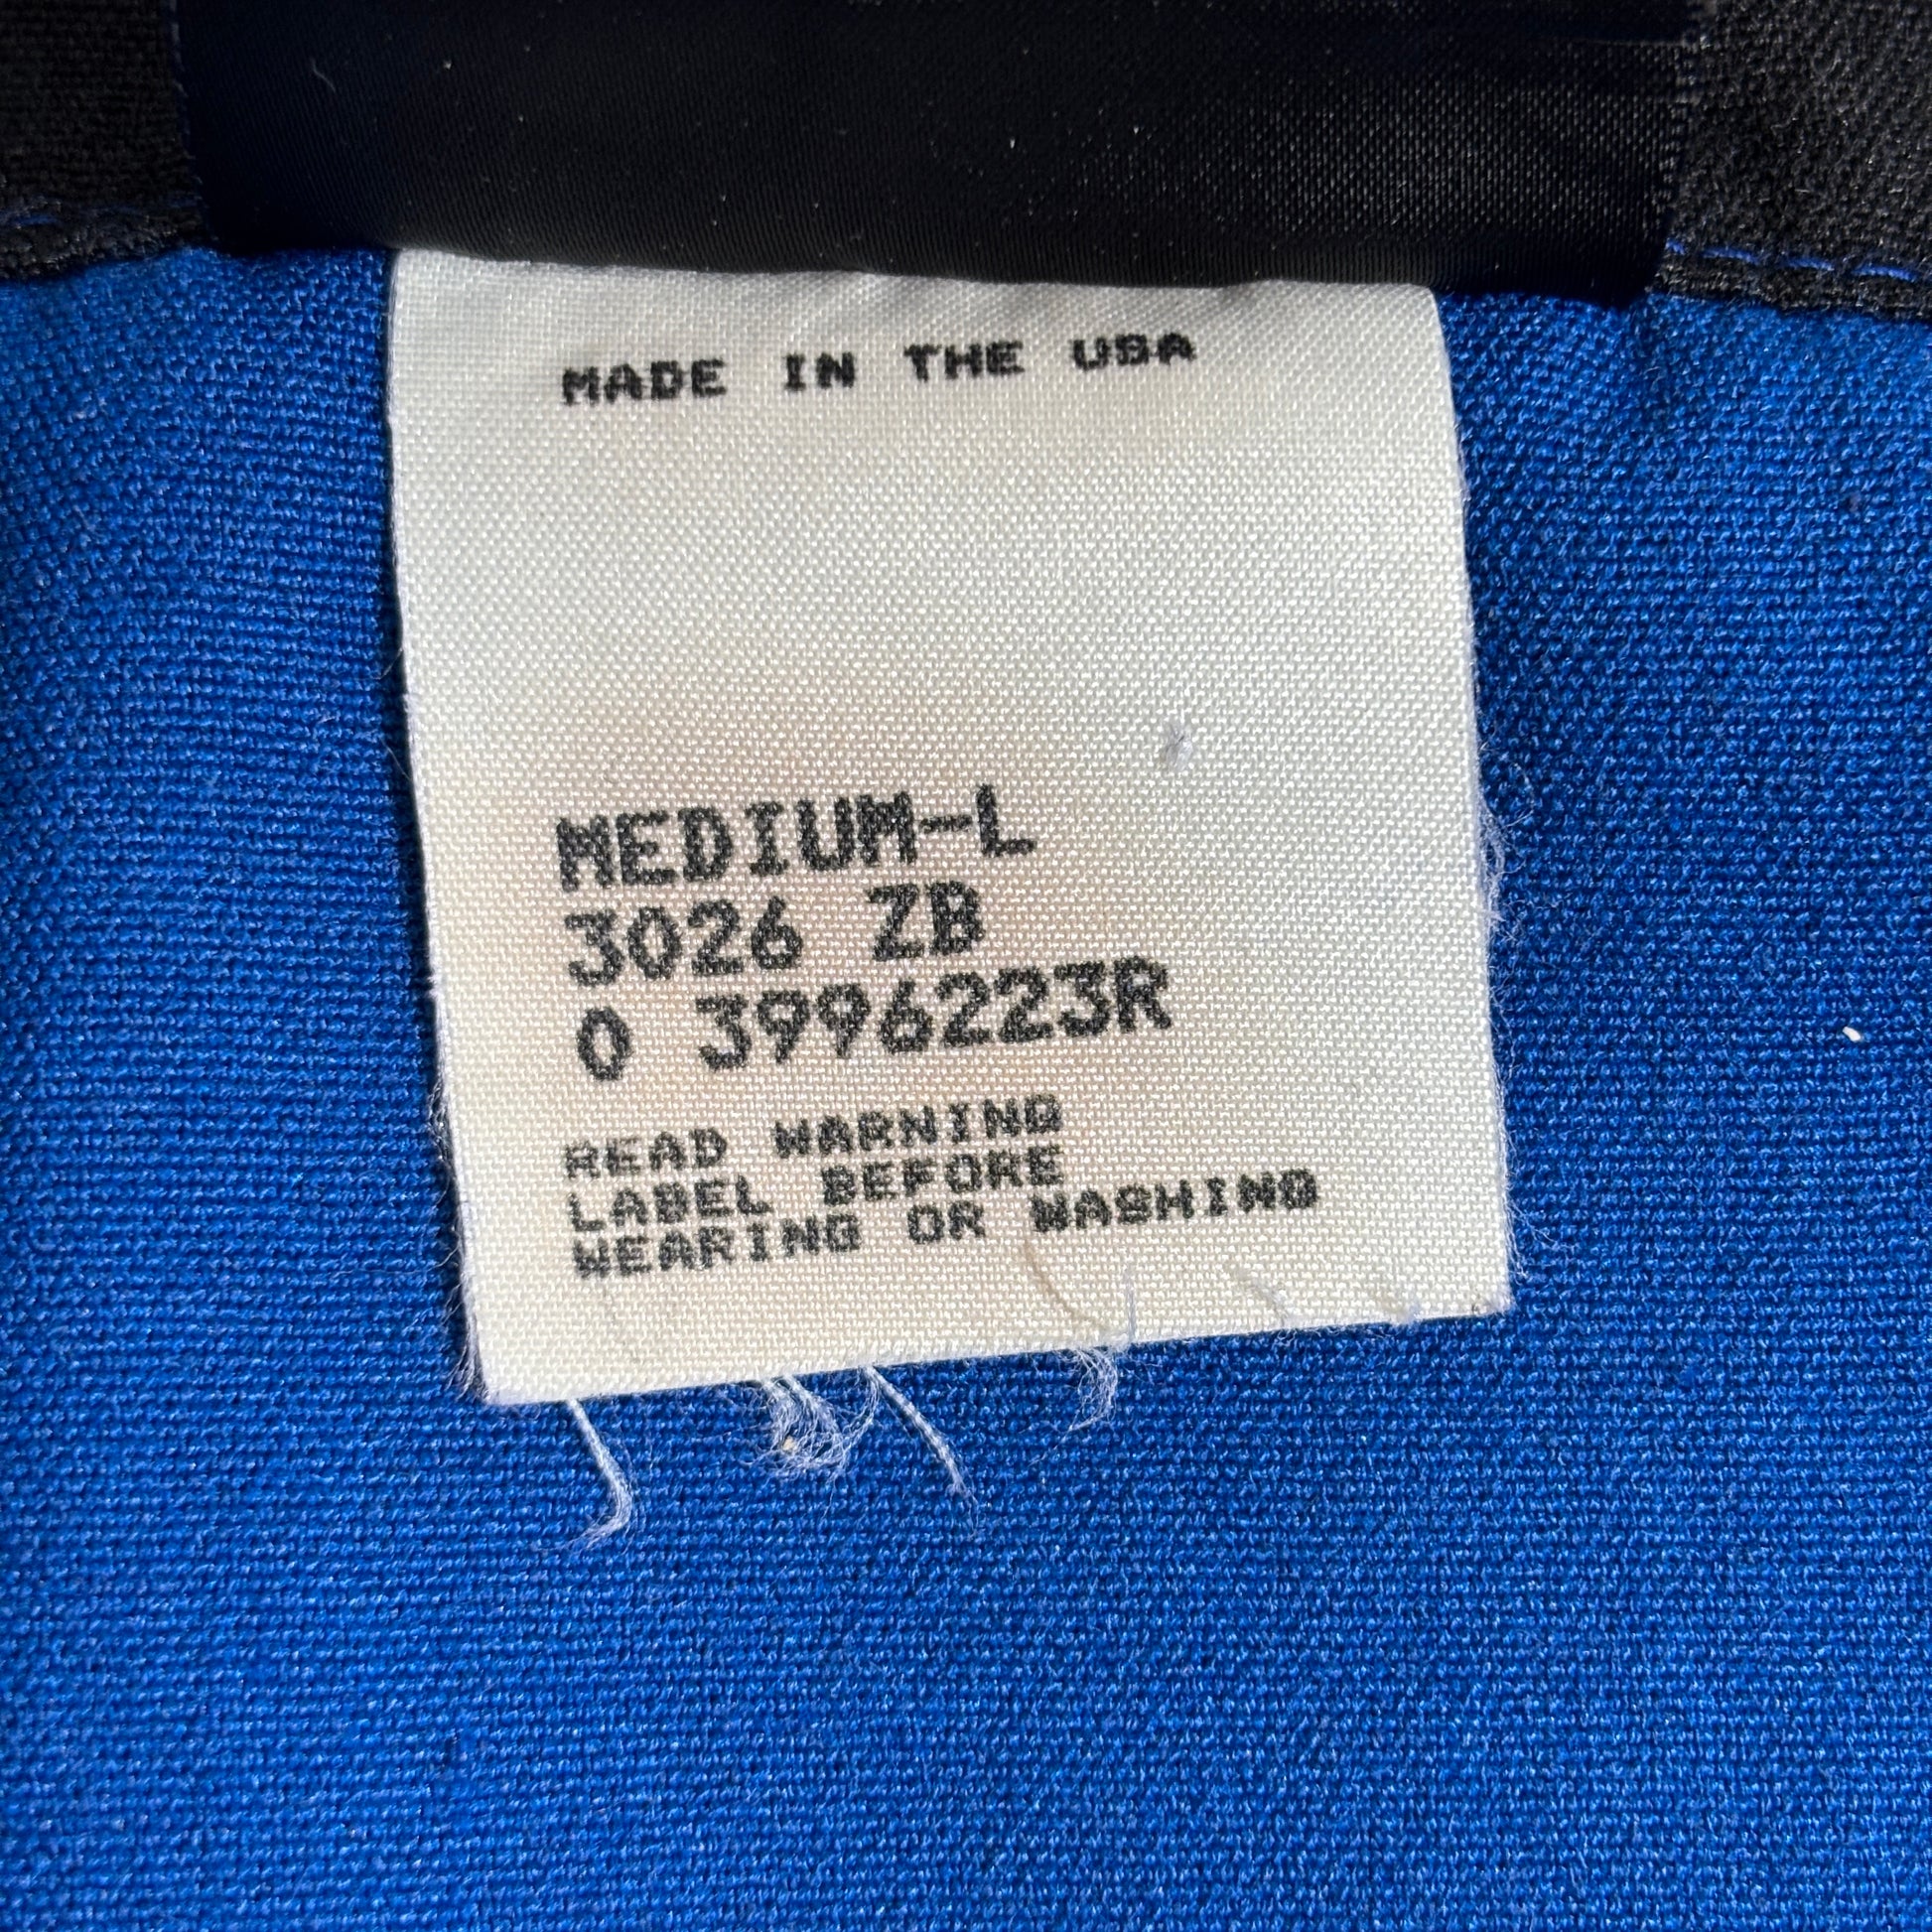 MADE IN THE USA
MEDIUM-L
3026 ZB
0 3996223R
READ WARNING
LABEL BEFORE
WEARING OR WASHING